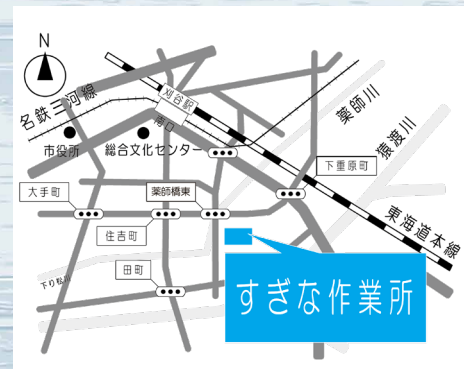 N
名鉄三河線
刈谷駅
南口
薬師川
猿渡川
市役所
総合文化センター
下重原町
大手町
薬師橋東
東海道本線
住吉町
田町
下り松川
すぎな作業所